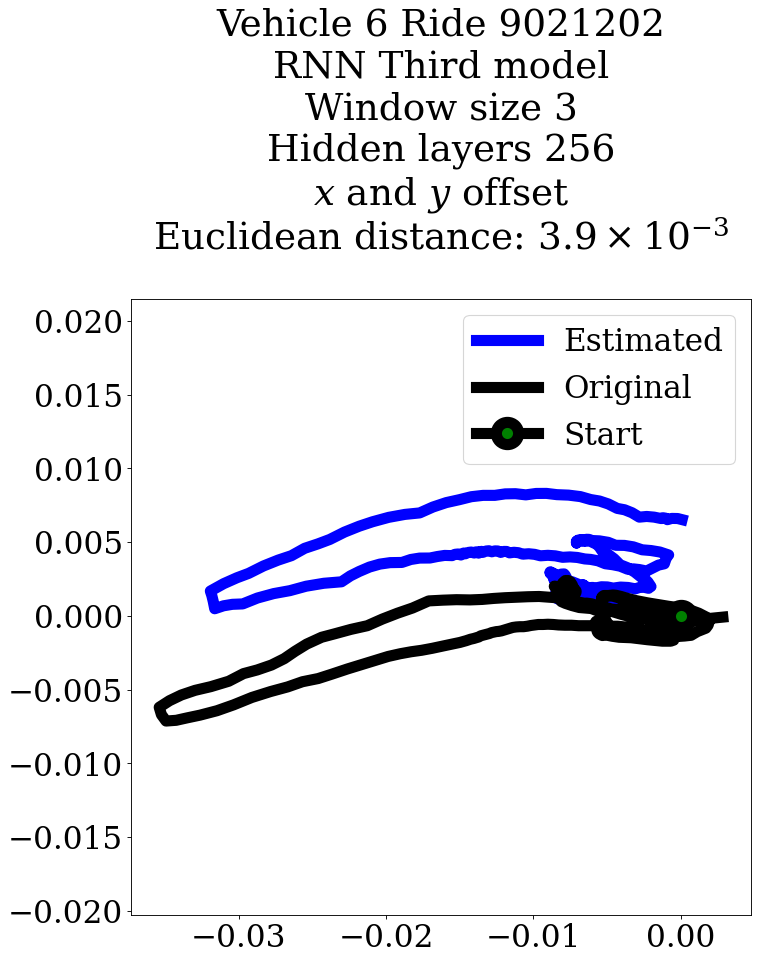 Vehicle 6 Ride 9021202
RNN Third model
Window size 3
Hidden layers 256
x and y offset
Euclidean distance: 3.9 × 10⁻³
Estimated
Original
Start
0.020
0.015
0.010
0.005
0.000
−0.005
−0.010
−0.015
−0.020
−0.03 −0.02 −0.01 0.00